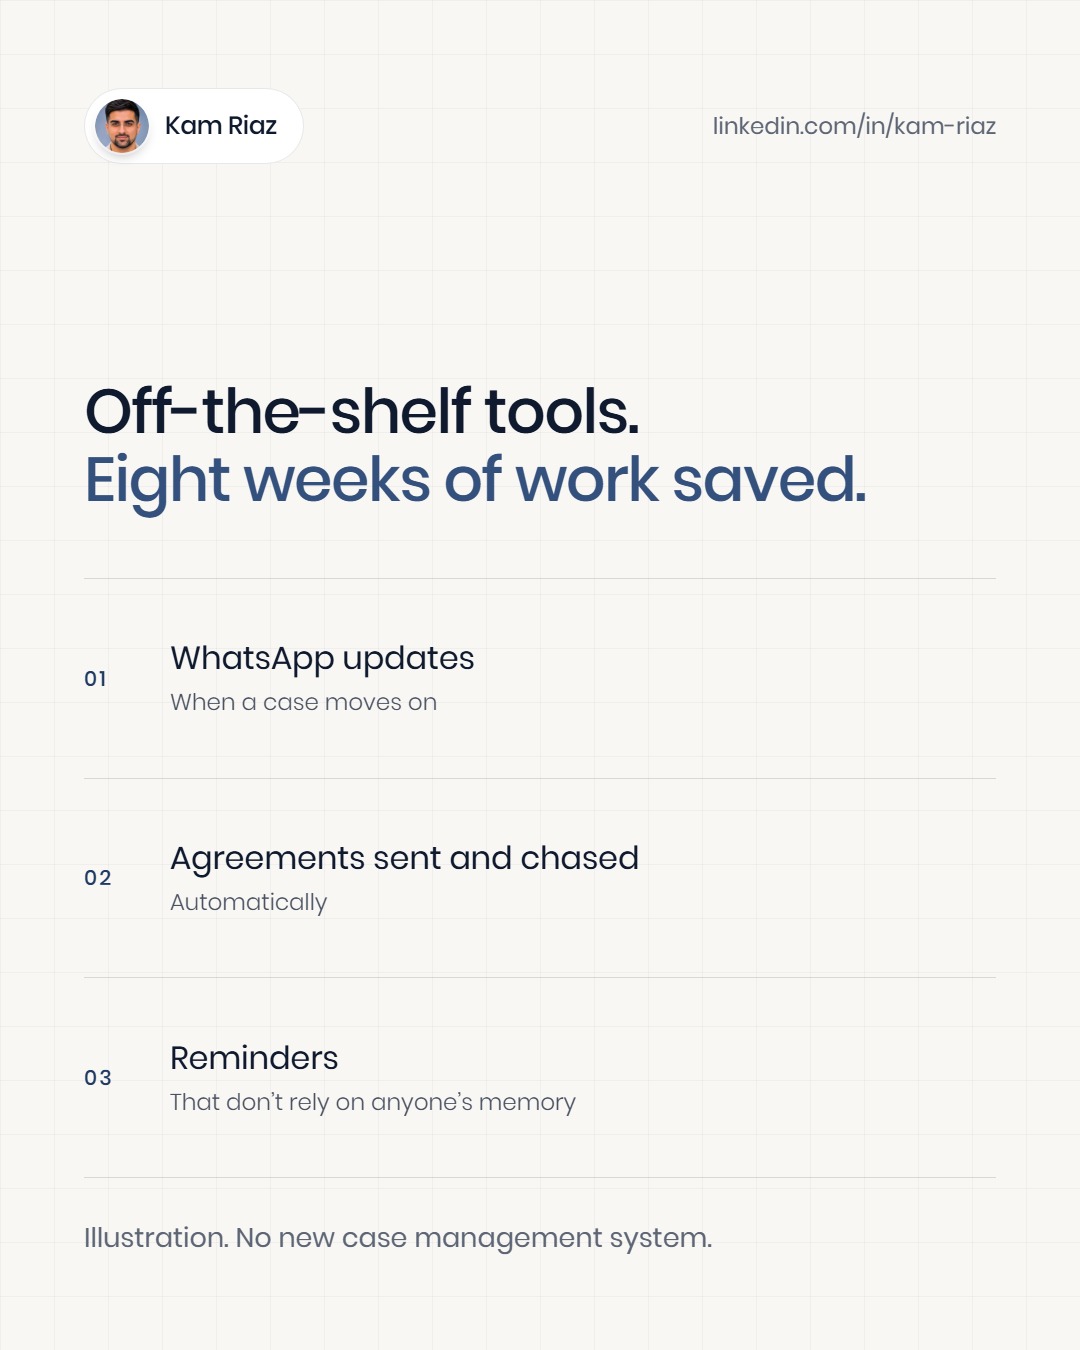 Kam Riaz
linkedin.com/in/kam-riaz
Off-the-shelf tools.
Eight weeks of work saved.
01
WhatsApp updates
When a case moves on
02
Agreements sent and chased
Automatically
03
Reminders
That don’t rely on anyone’s memory
Illustration. No new case management system.